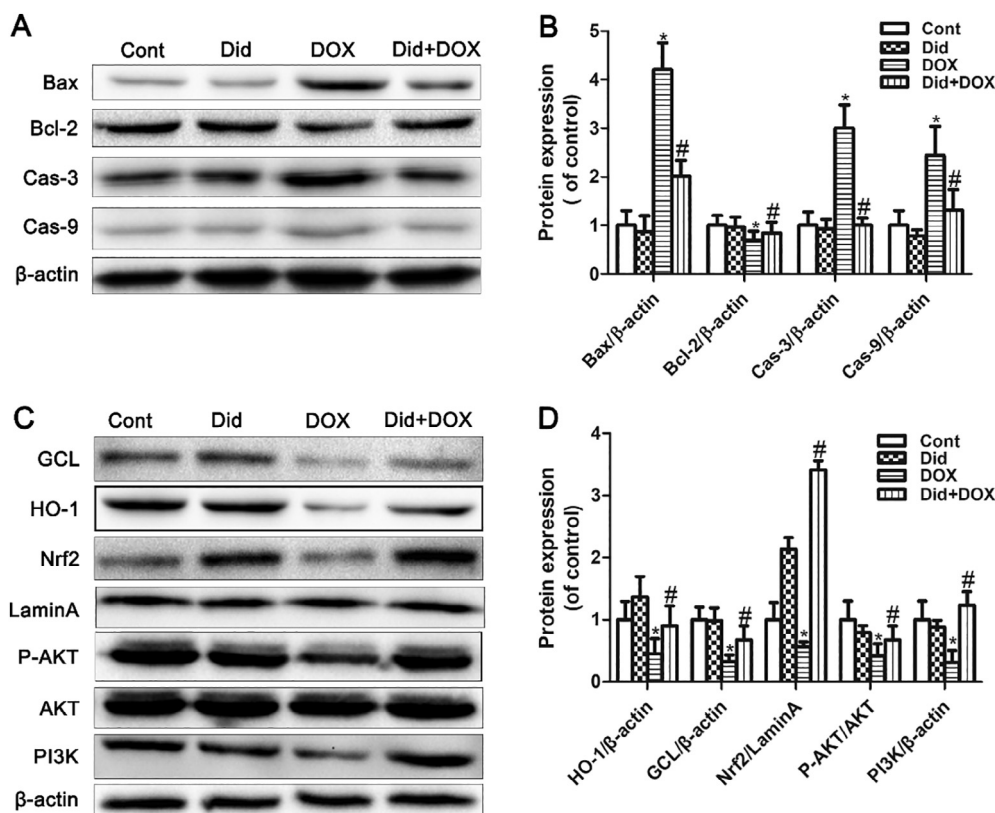 A
Cont Did DOX Did+DOX
Bax
Bcl-2
Cas-3
Cas-9
β-actin
B
Protein expression
( of control)
5
4
3
2
1
0
Cont
Did
DOX
Did+DOX
* # * # * # * #
Bax/β-actin
Bcl-2/β-actin
Cas-3/β-actin
Cas-9/β-actin
C
Cont Did DOX Did+DOX
GCL
HO-1
Nrf2
LaminA
P-AKT
AKT
PI3K
β-actin
D
Protein expression
(of control)
4
3
2
1
0
Cont
Did
DOX
Did+DOX
* # * # * # * # * #
HO-1/β-actin
GCL/β-actin
Nrf2/LaminA
P-AKT/AKT
PI3K/β-actin